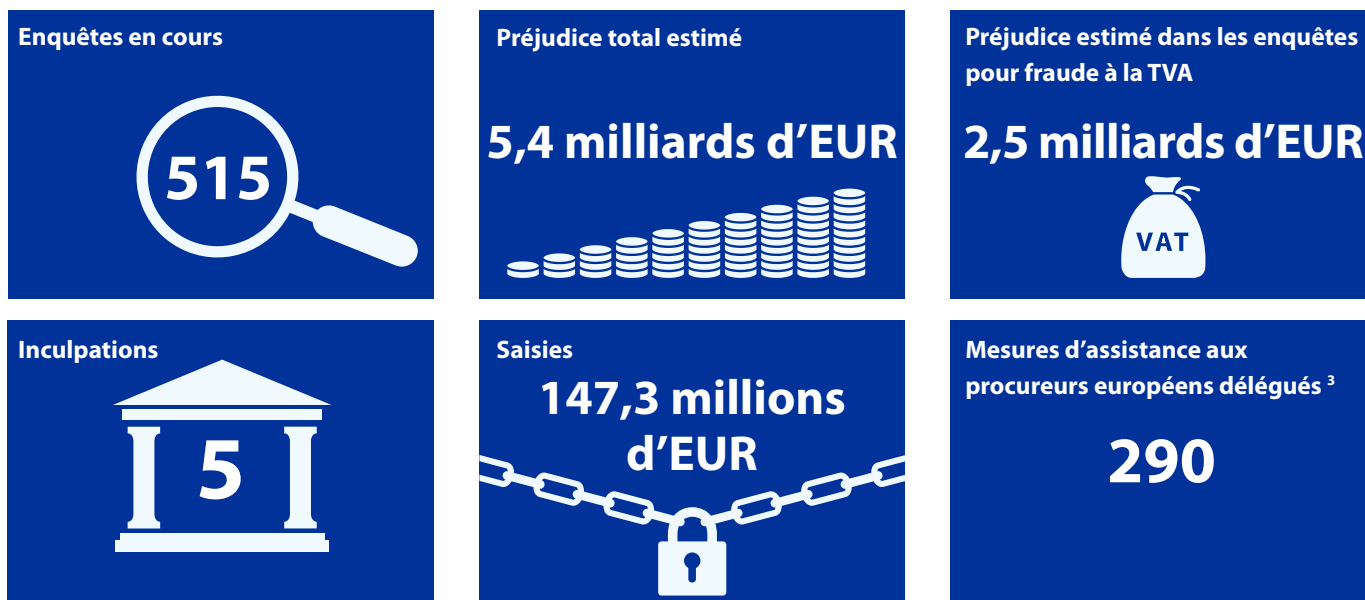 Enquêtes en cours
515
Préjudice total estimé
5,4 milliards d’EUR
Préjudice estimé dans les enquêtes
pour fraude à la TVA
2,5 milliards d’EUR
VAT
Inculpations
5
Saisies
147,3 millions
d’EUR
Mesures d’assistance aux
procureurs européens délégués ³
290